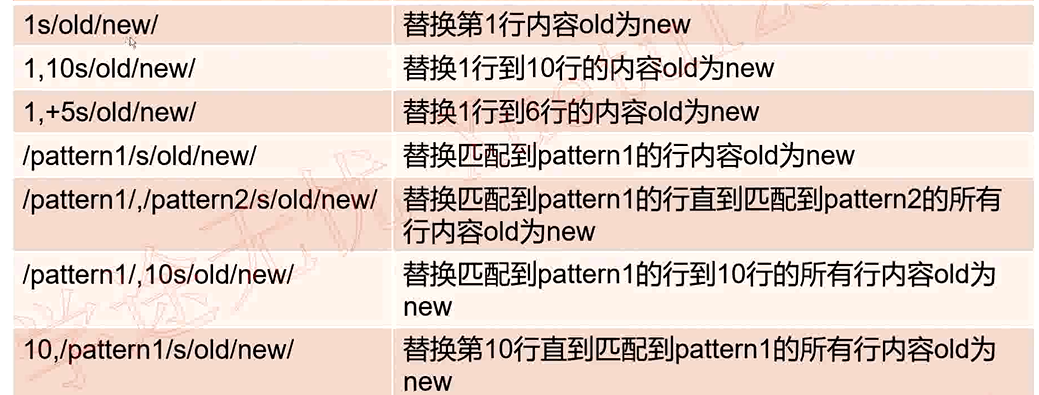 1s/old/new/ 替换第1行内容old为new
1,10s/old/new/ 替换1行到10行的内容old为new
1,+5s/old/new/ 替换1行到6行的内容old为new
/pattern1/s/old/new/ 替换匹配到pattern1的行内容old为new
/pattern1/,/pattern2/s/old/new/ 替换匹配到pattern1的行直到匹配到pattern2的所有
行内容old为new
/pattern1/,10s/old/new/ 替换匹配到pattern1的行到10行的所有行内容old为
new
10,/pattern1/s/old/new/ 替换第10行直到匹配到pattern1的所有行内容old为
new